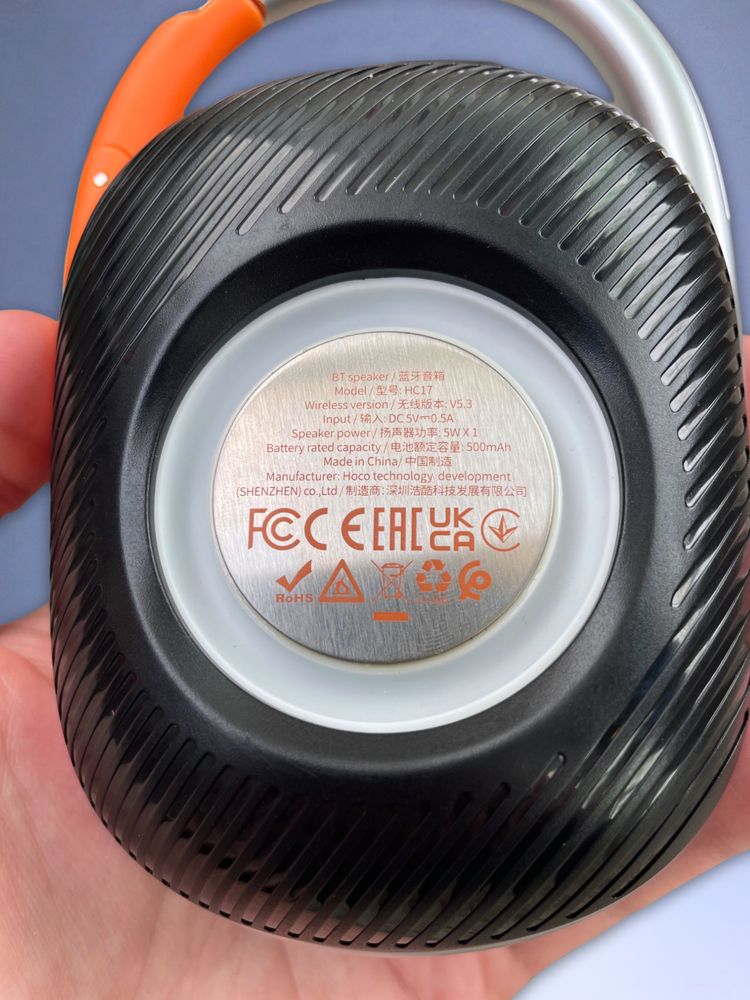 BT speaker / 蓝牙音箱
Model / 型号: HC17
Wireless version / 无线版本: V5.3
Input / 输入: DC 5V⎓0.5A
Speaker power / 扬声器功率: 5W X 1
Battery rated capacity / 电池额定容量: 500mAh
Made in China/ 中国制造
Manufacturer: Hoco technology development
(SHENZHEN) co.,Ltd / 制造商: 深圳浩酷科技发展有限公司
FCC CE EAC UK
CA
RoHS